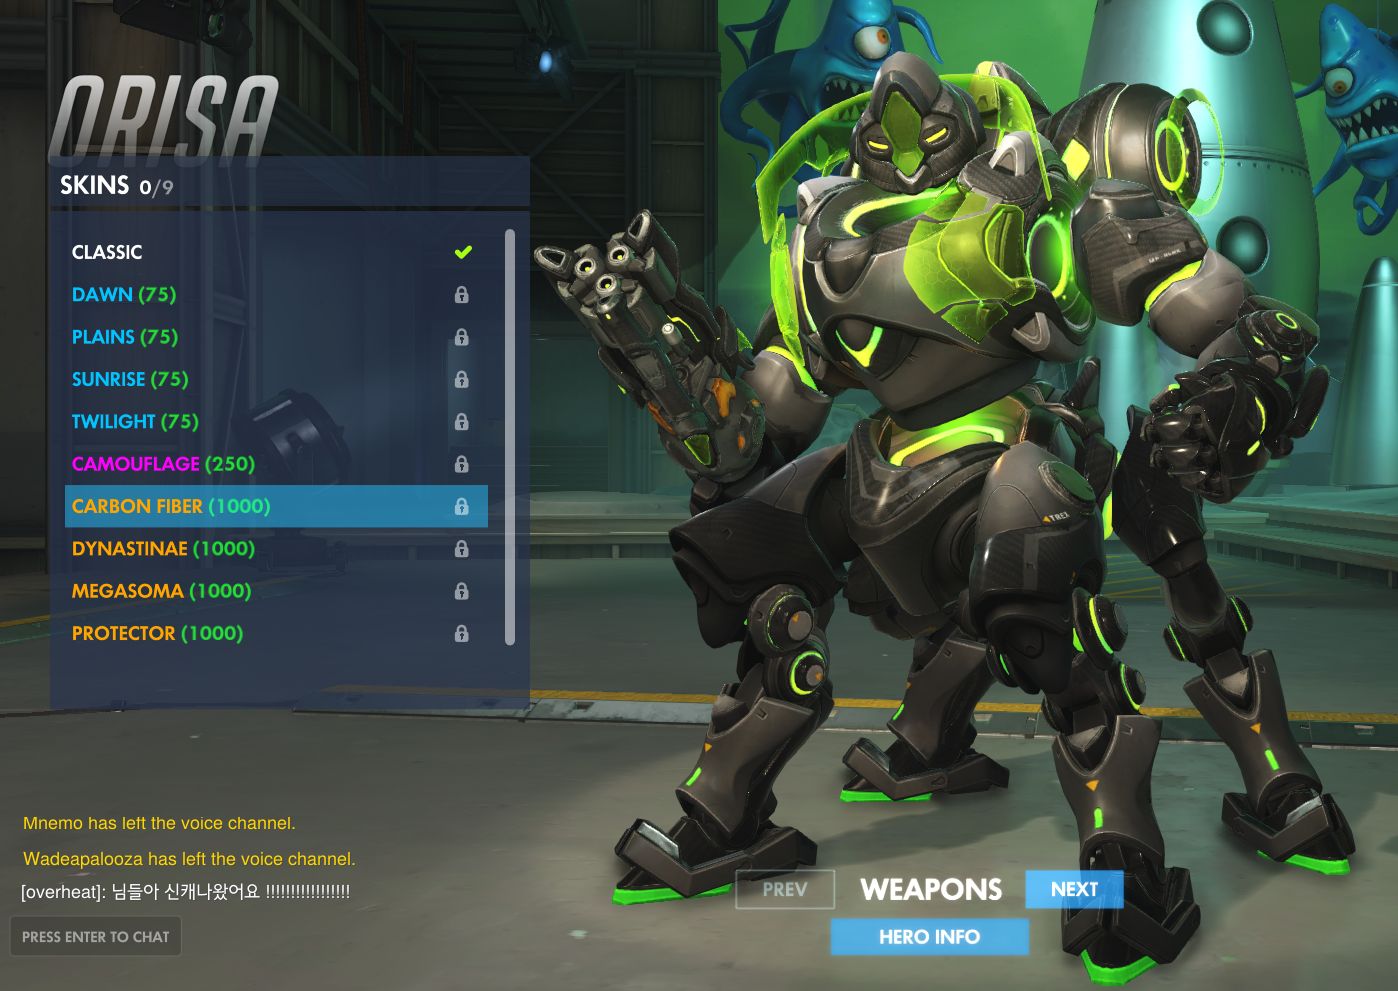 ORISA
SKINS 0/9
CLASSIC
DAWN (75)
PLAINS (75)
SUNRISE (75)
TWILIGHT (75)
CAMOUFLAGE (250)
CARBON FIBER (1000)
DYNASTINAE (1000)
MEGASOMA (1000)
PROTECTOR (1000)
Mnemo has left the voice channel.
Wadeapalooza has left the voice channel.
[overheat]: 님들아 신캐나왔어요 !!!!!!!!!!!!!!!!!
PRESS ENTER TO CHAT
PREV WEAPONS NEXT
HERO INFO